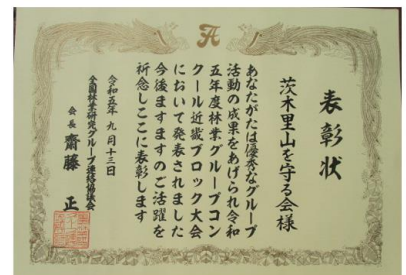 表彰状
茨木里山を守る会様
あなたがたは優秀なグループ
活動の成果をあげられ令和
五年度林業グループコン
クール近畿ブロック大会
において発表されました
今後ますますのご活躍を
祈念しここに表彰します
令和五年九月十三日
全国林業研究グループ連絡協議会
会長 齋藤 正